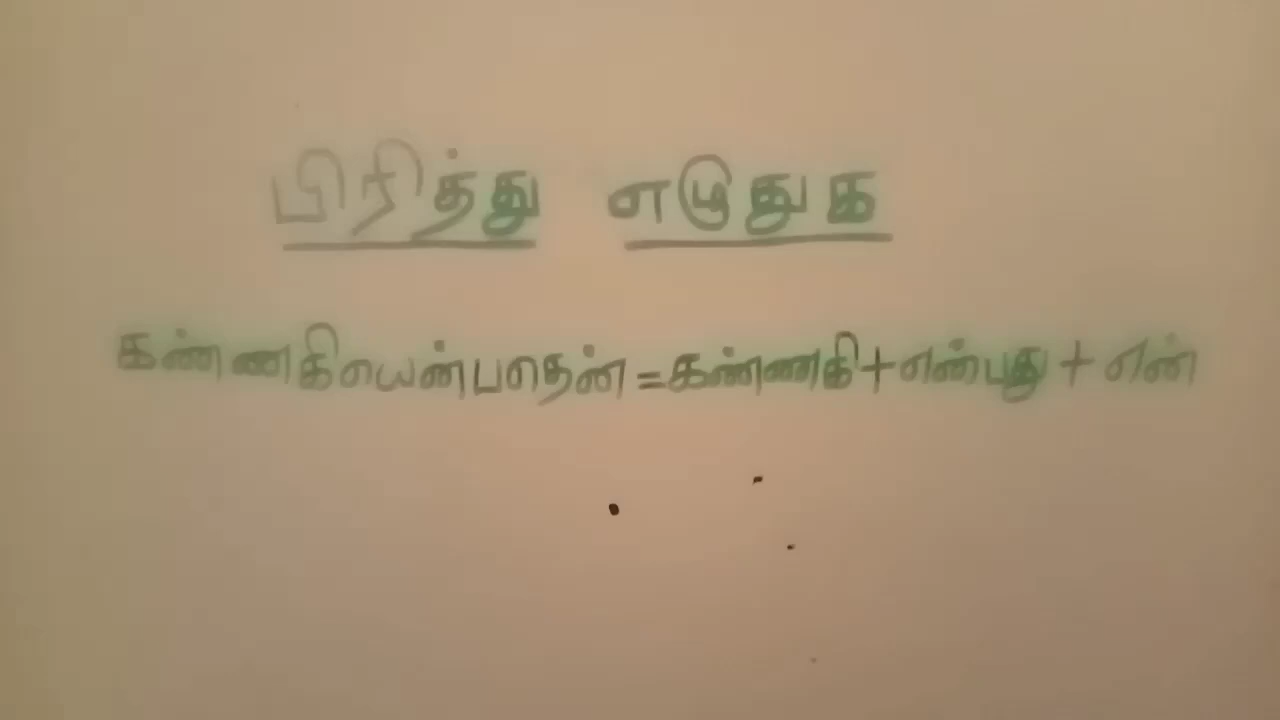 பிரித்து எழுதுக
கண்ணகியென்பதென் = கண்ணகி + என்பது + என்